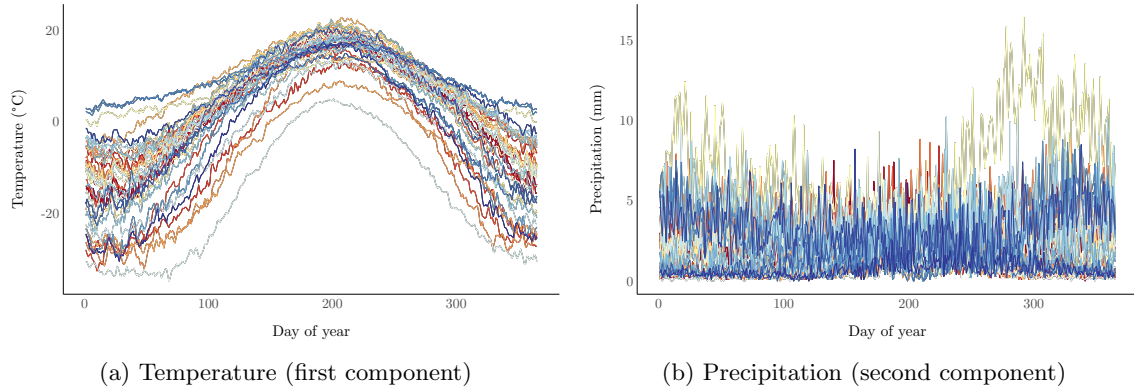 20
0
-20
Temperature (°C)
0
100
200
300
Day of year
(a) Temperature (first component)
15
10
5
0
Precipitation (mm)
0
100
200
300
Day of year
(b) Precipitation (second component)